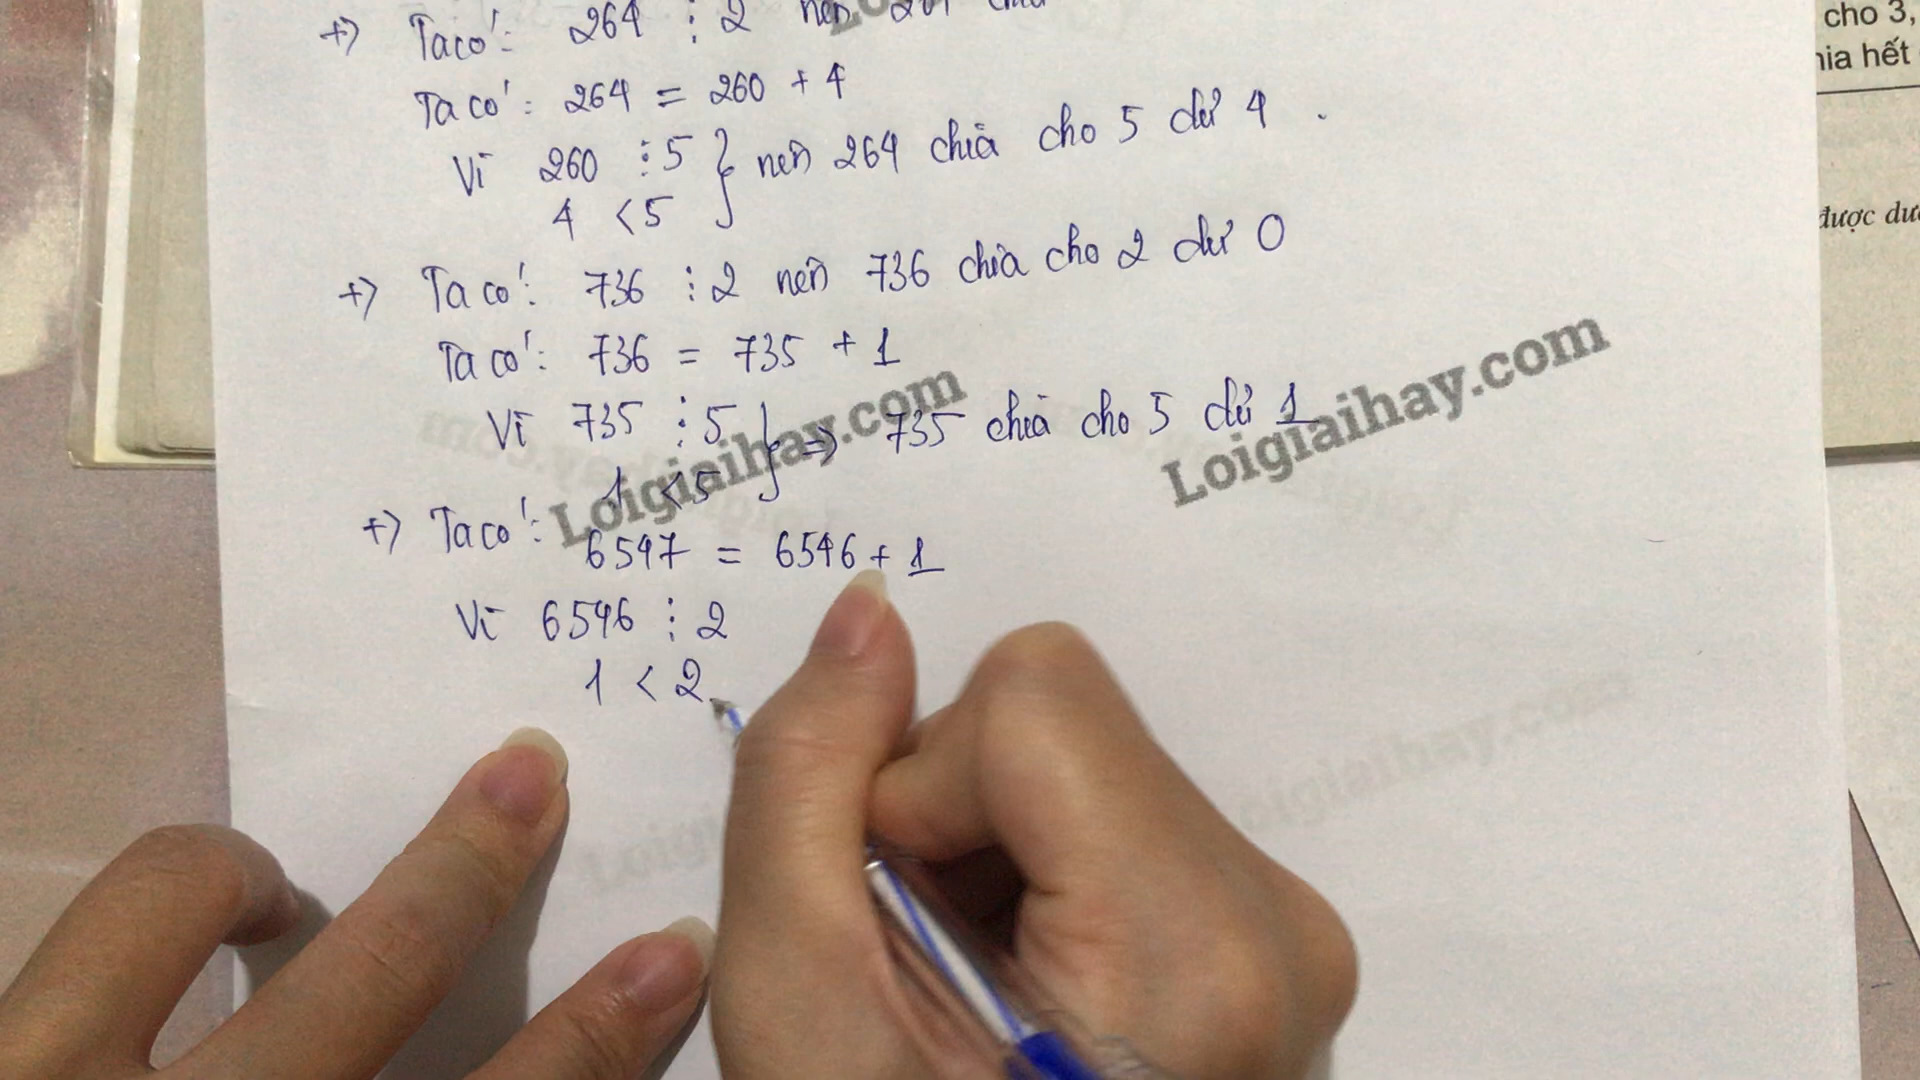 +) Ta có: 264 ⋮ 2 nên 264
Ta có: 264 = 260 + 4
Vì 260 ⋮ 5 } nên 264 chia cho 5 dư 4 .
4 < 5
+) Ta có: 736 ⋮ 2 nên 736 chia cho 2 dư 0
Ta có: 736 = 735 + 1
Vì 735 ⋮ 5 } => 735 chia cho 5 dư 1
1 < 5
+) Ta có: 6547 = 6546 + 1
Vì 6546 ⋮ 2
1 < 2
Loigiaihay.com
Loigiaihay.com
cho 3,
hia hết
được dư